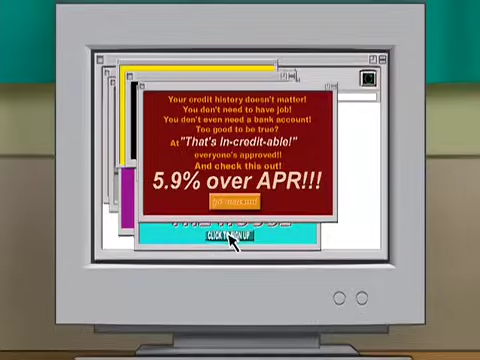 Your credit history doesn't matter!
You don't need to have job!
You don't even need a bank account!
Too good to be true?
At "That's In-credit-able!"
everyone's approved!!
And check this out!
5.9% over APR!!!
CLICK TO SIGN UP